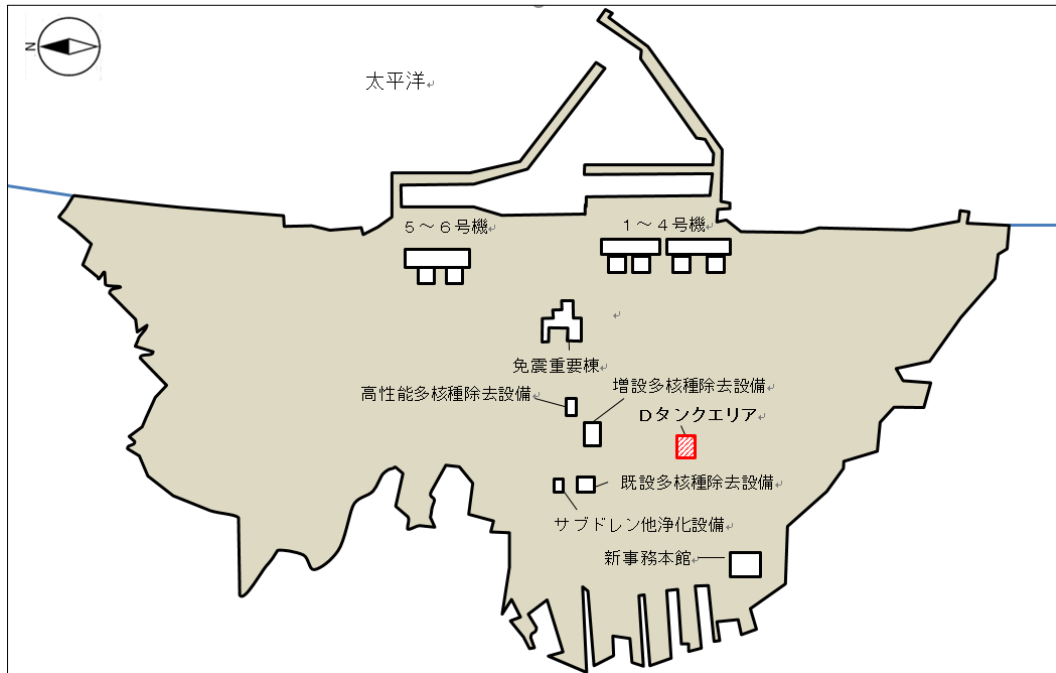 N
太平洋
５～６号機
１～４号機
免震重要棟
高性能多核種除去設備
増設多核種除去設備
Ｄタンクエリア
既設多核種除去設備
サブドレン他浄化設備
新事務本館